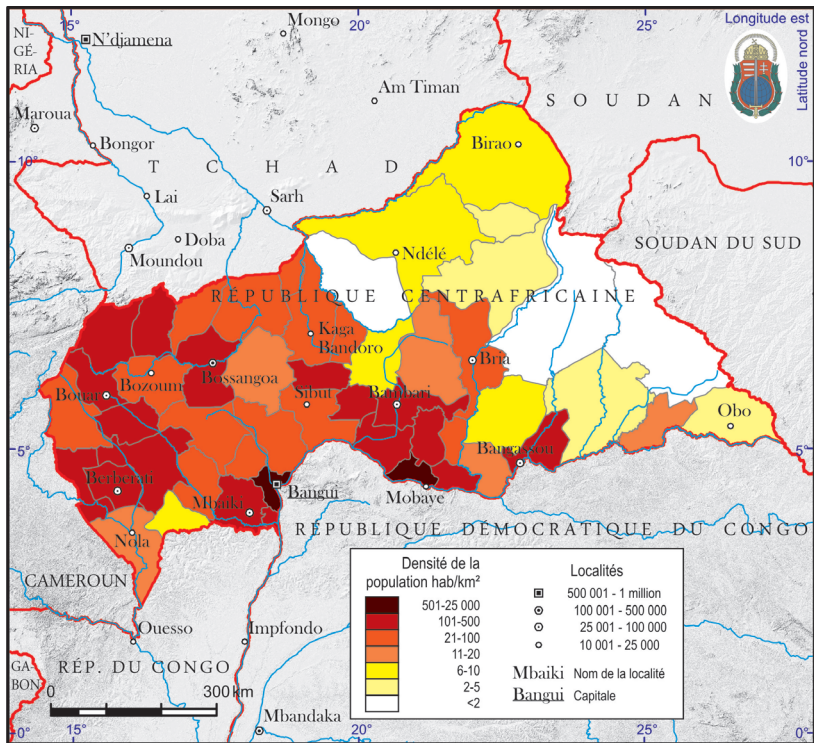 15°
20°
Longitude est
Latitude nord
NI-
GÉ-
RIA
N'djamena
Mongo
Am Timan
SOUDAN
Maroua
Bongor
Birao
10°
10°
TCHAD
Lai
Sarh
Doba
Moundou
Ndélé
SOUDAN DU SUD
RÉPUBLIQUE CENTRAFRICAINE
Kaga
Bandoro
Bria
Bossangoa
Bozoum
Bouar
Sibut
Bambari
Obo
5°
5°
Bangassou
Berberati
Bangui
Mobaye
Mbaiki
Nola
RÉPUBLIQUE DÉMOCRATIQUE DU CONGO
CAMEROUN
Ouesso
Impfondo
GA-
BON
RÉP. DU CONGO
0
300 km
Mbandaka
0°
15°
20°
25°
0°
Densité de la
population hab/km²
501-25 000
101-500
21-100
11-20
6-10
2-5
<2
Localités
500 001 - 1 million
100 001 - 500 000
25 001 - 100 000
10 001 - 25 000
Mbaiki Nom de la localité
Bangui Capitale